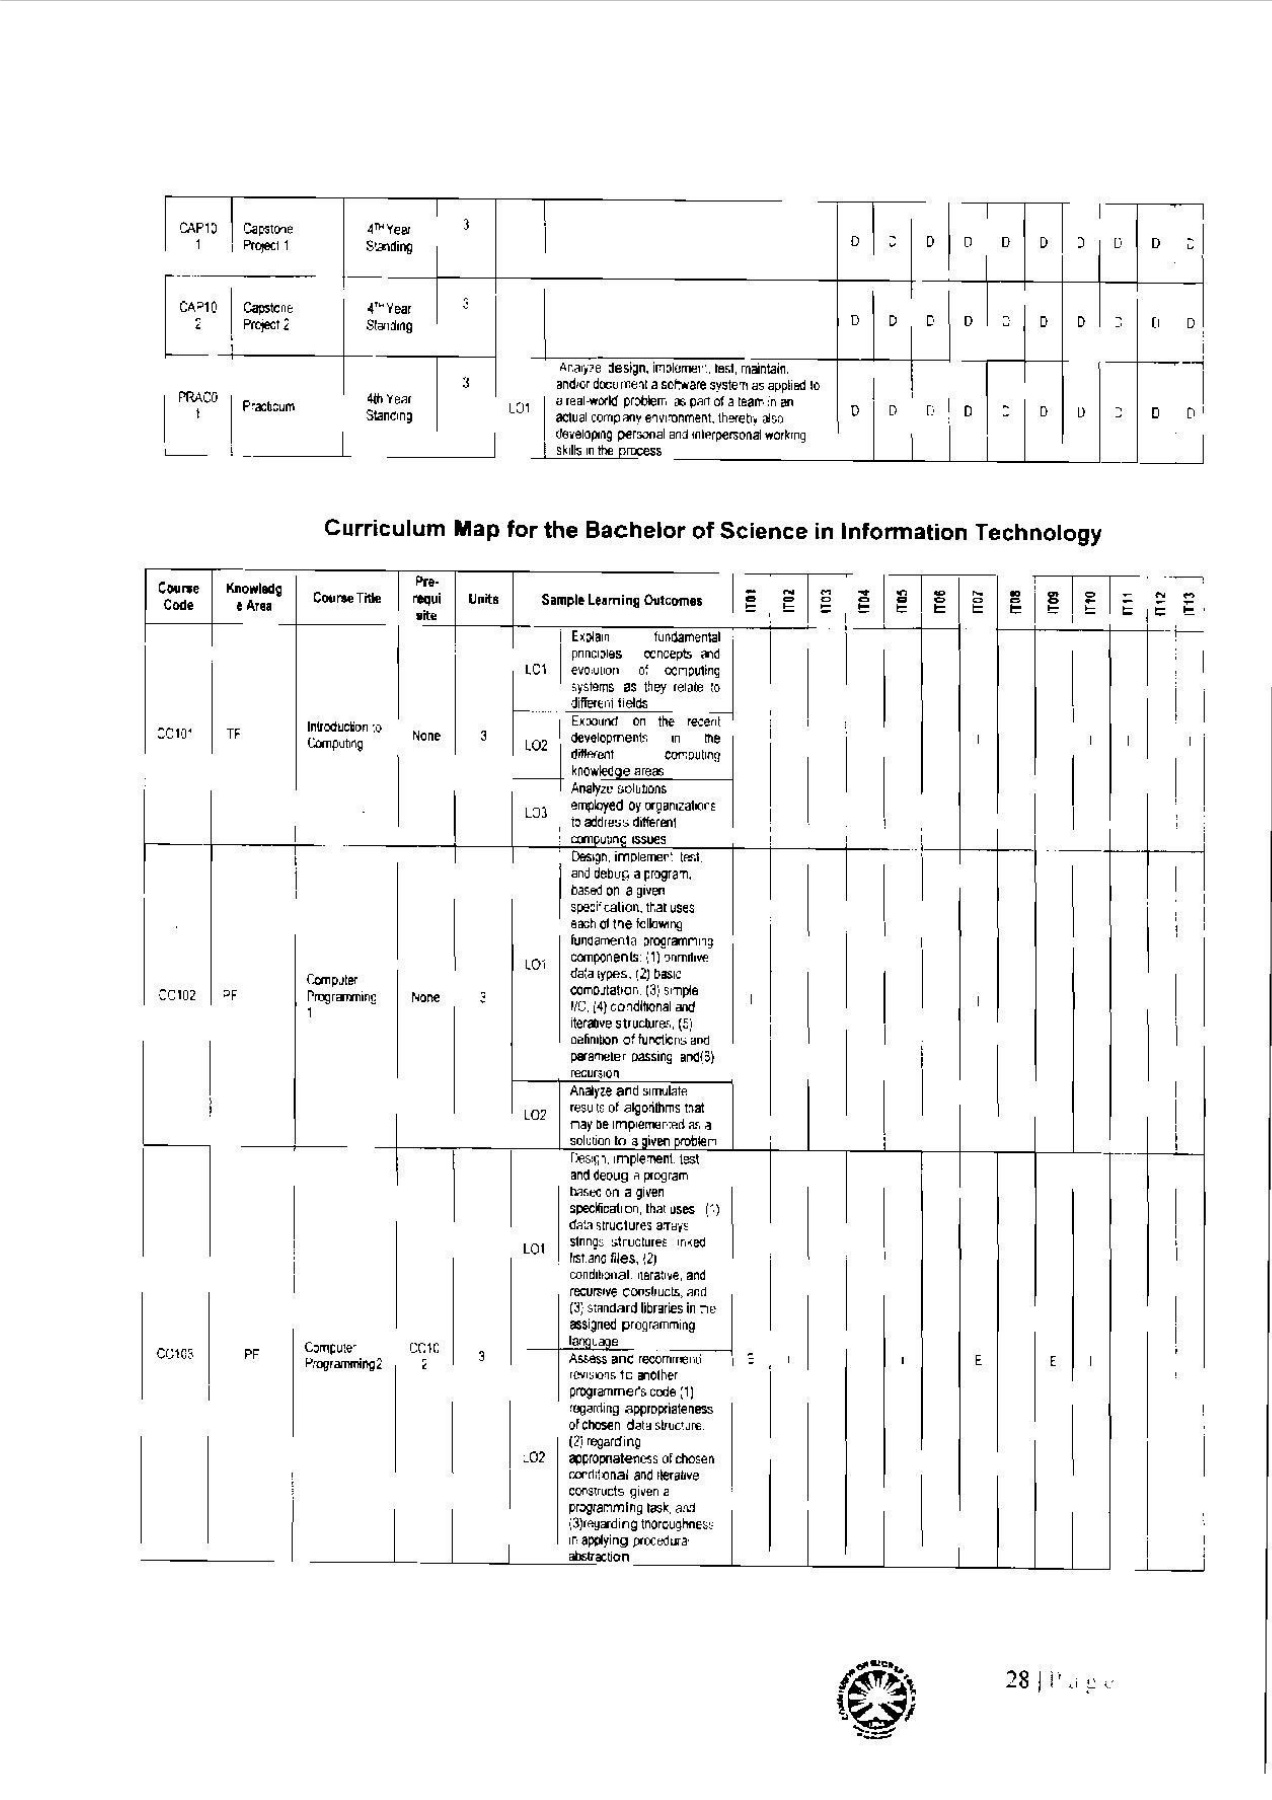 CAP10 Capstone 4TH Year 3
1 Project 1 Standing D D D D D D D D D
CAP10 Capstone 4TH Year 3
2 Project 2 Standing D D D D D D D D D
Analyze design, implement, test, maintain,
3 and/or document a software system as applied to
PRAC0 Practicum 4th Year LO1 a real-world problem as part of a team in an
1 Standing actual company environment, thereby also D D D D D D D D D
developing personal and interpersonal working
skills in the process
Curriculum Map for the Bachelor of Science in Information Technology
Course Code Knowledg e Area Course Title Pre-requi site Units Sample Learning Outcomes IT01 IT02 IT03 IT04 IT05 IT06 IT07 IT08 IT09 IT10 IT11 IT12 IT13
CC101 TF Introduction to Computing None 3
LO1 Explain fundamental
principles concepts and
evolution of computing
systems as they relate to
different fields
LO2 Expound on the recent
developments in the
different computing
knowledge areas
I I I I
LO3 Analyze solutions
employed by organizations
to address different
computing issues
CC102 PF Computer Programming 1 None 3
LO1 Design, implement test,
and debug a program,
based on a given
specification, that uses
each of the following
fundamental programming
components: (1) primitive
data types, (2) basic
computation, (3) simple
I/O, (4) conditional and
iterative structures, (5)
definition of functions and
parameter passing and(6)
recursion
I I
LO2 Analyze and simulate
results of algorithms that
may be implemented as a
solution to a given problem
CC103 PF Computer Programming2 CC10 2 3
LO1 Design, implement, test
and debug a program
based on a given
specification, that uses (1)
data structures arrays
strings structures linked
list and files, (2)
conditional, iterative, and
recursive constructs, and
(3) standard libraries in the
assigned programming
language
LO2 Assess and recommend
revisions to another
programmer's code (1)
regarding appropriateness
of chosen data structure,
(2) regarding
appropriateness of chosen
conditional and iterative
constructs given a
programming task, and
(3)regarding thoroughness
in applying procedural
abstraction
E I I E E I
28 | Page